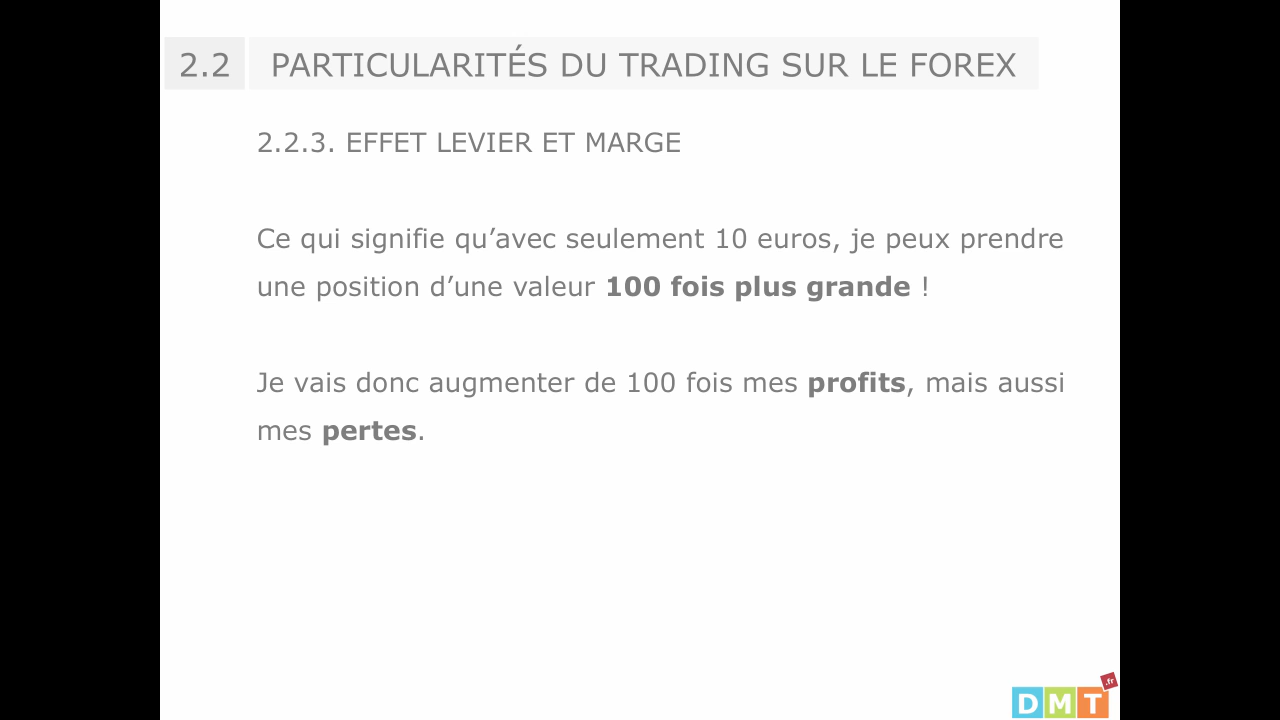 2.2 PARTICULARITÉS DU TRADING SUR LE FOREX
2.2.3. EFFET LEVIER ET MARGE
Ce qui signifie qu’avec seulement 10 euros, je peux prendre
une position d’une valeur 100 fois plus grande !
Je vais donc augmenter de 100 fois mes profits, mais aussi
mes pertes.
DMT.fr